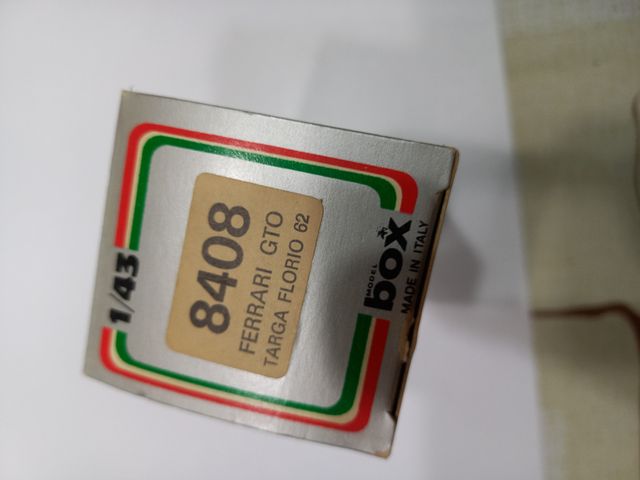 1/43
8408
FERRARI GTO
TARGA FLORIO 62
MODEL
box
MADE IN ITALY